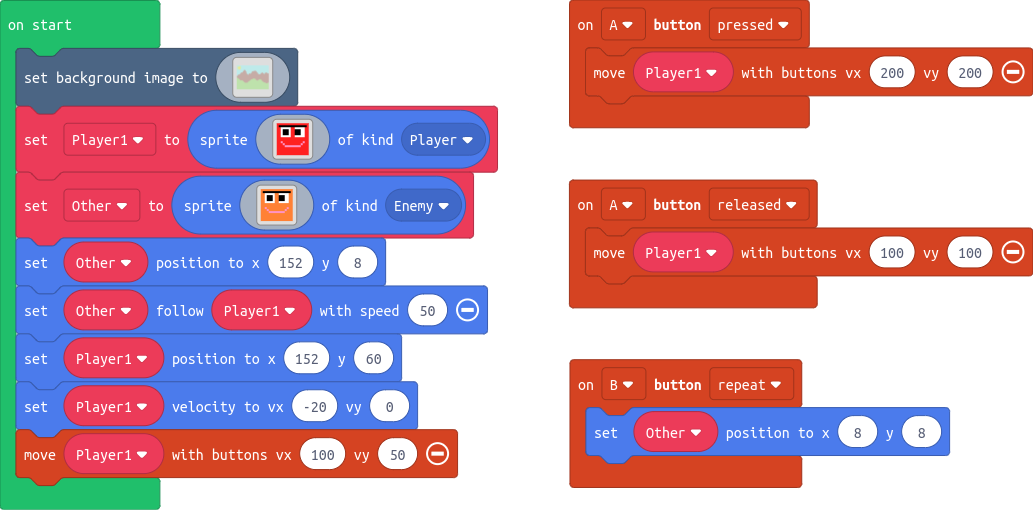 on start
set background image to
set Player1 to sprite of kind Player
set Other to sprite of kind Enemy
set Other position to x 152 y 8
set Other follow Player1 with speed 50
set Player1 position to x 152 y 60
set Player1 velocity to vx -20 vy 0
move Player1 with buttons vx 100 vy 50
on A button pressed
move Player1 with buttons vx 200 vy 200
on A button released
move Player1 with buttons vx 100 vy 100
on B button repeat
set Other position to x 8 y 8